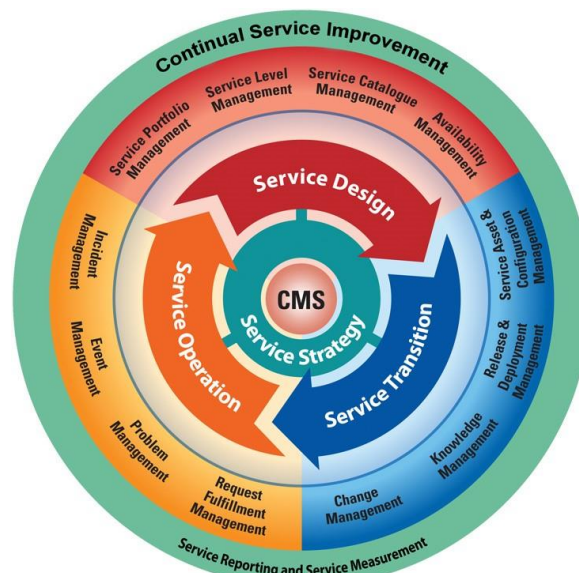 Continual Service Improvement
Service Portfolio
Management
Service Level
Management
Service Catalogue
Management
Availability
Management
Service Asset &
Configuration
Management
Release &
Deployment
Management
Knowledge
Management
Change
Management
Request
Fulfillment
Management
Problem
Management
Event
Management
Incident
Management
Service Design
Service Transition
Service Operation
Service Strategy
CMS
Service Reporting and Service Measurement